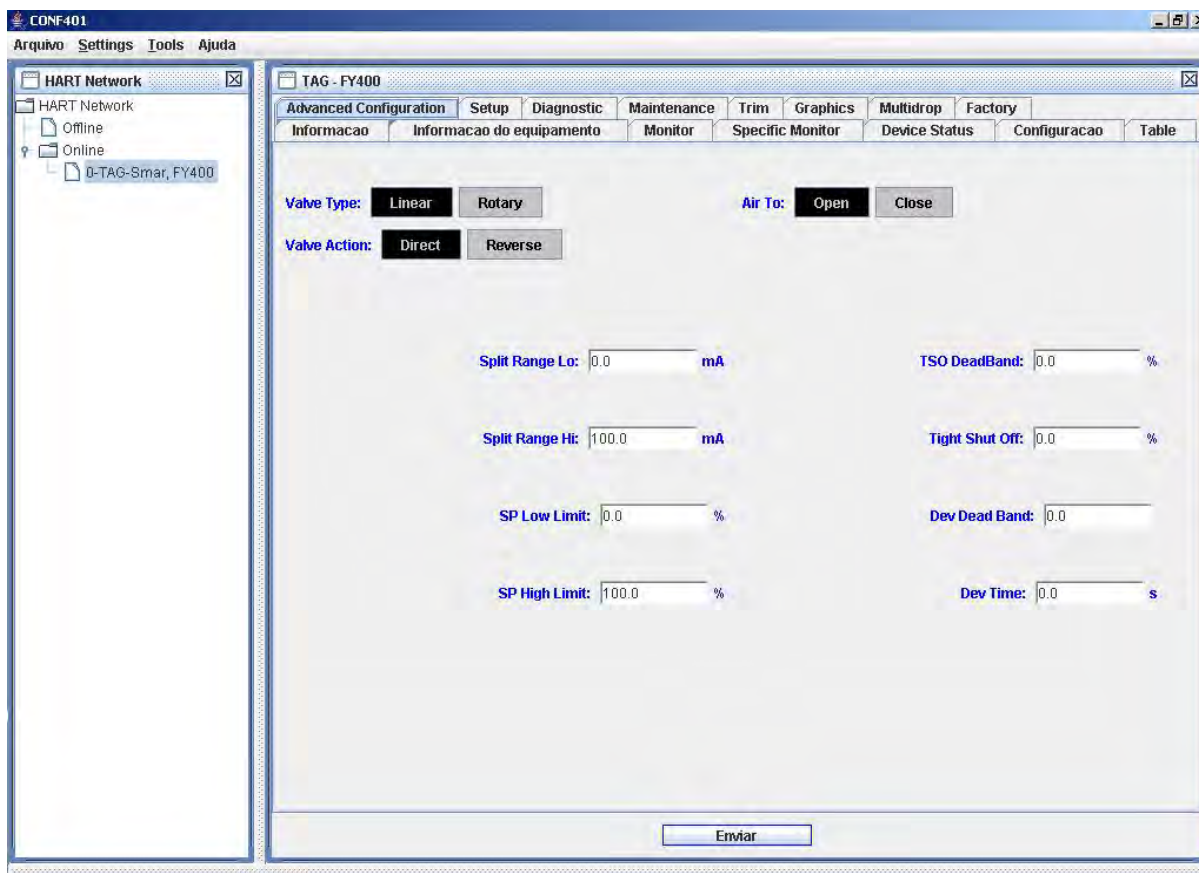 CONF401
Arquivo Settings Tools Ajuda
HART Network
HART Network
Offline
Online
0-TAG-Smar, FY400
TAG - FY400
Advanced Configuration Setup Diagnostic Maintenance Trim Graphics Multidrop Factory
Informacao Informacao do equipamento Monitor Specific Monitor Device Status Configuracao Table
Valve Type: Linear Rotary Air To: Open Close
Valve Action: Direct Reverse
Split Range Lo: 0.0 mA TSO DeadBand: 0.0 %
Split Range Hi: 100.0 mA Tight Shut Off: 0.0 %
SP Low Limit: 0.0 % Dev Dead Band: 0.0
SP High Limit: 100.0 % Dev Time: 0.0 s
Enviar